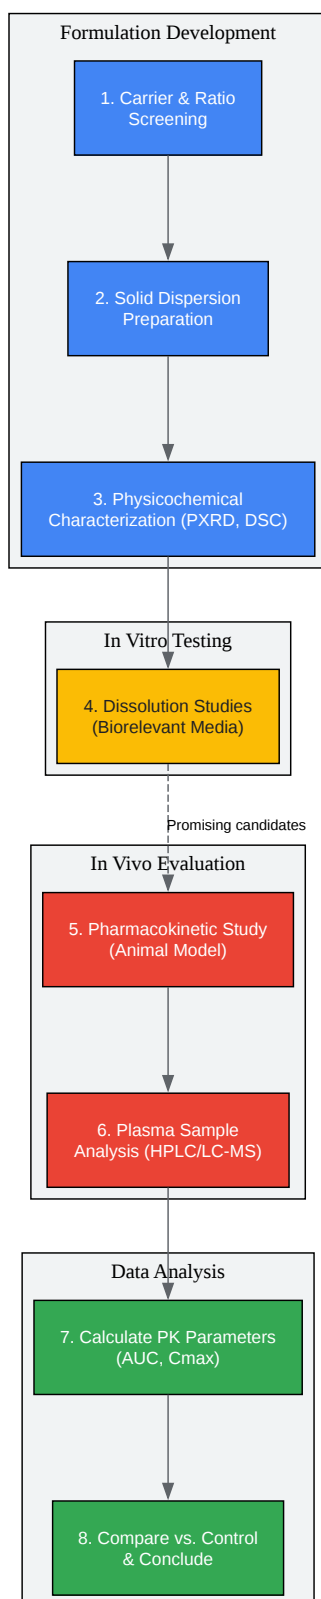 Formulation Development
1. Carrier & Ratio
Screening
2. Solid Dispersion
Preparation
3. Physicochemical
Characterization (PXRD, DSC)
In Vitro Testing
4. Dissolution Studies
(Biorelevant Media)
Promising candidates
In Vivo Evaluation
5. Pharmacokinetic Study
(Animal Model)
6. Plasma Sample
Analysis (HPLC/LC-MS)
Data Analysis
7. Calculate PK Parameters
(AUC, Cmax)
8. Compare vs. Control
& Conclude